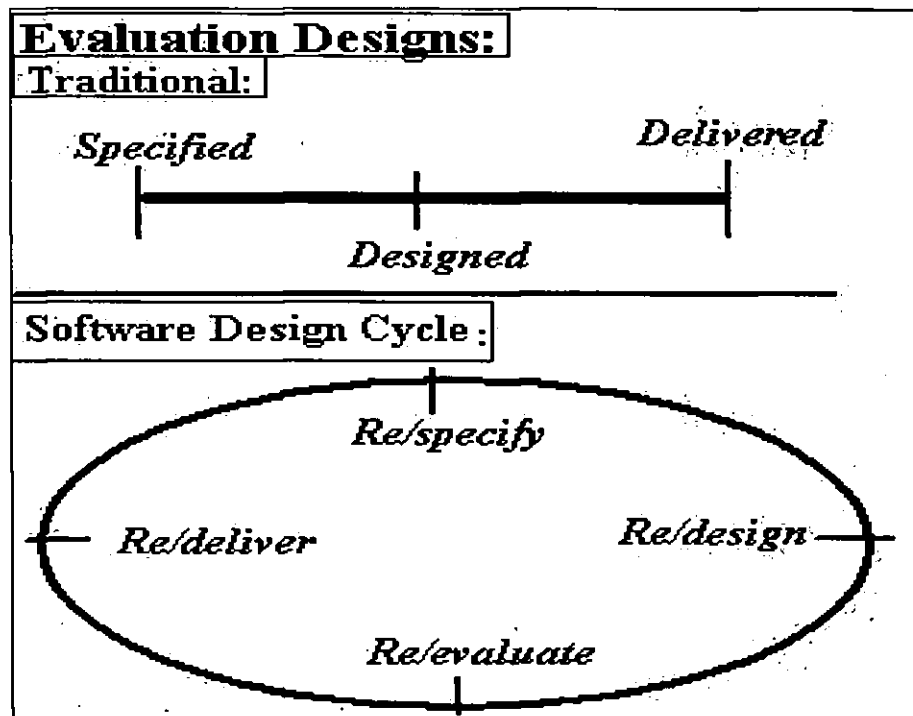 Evaluation Designs:
Traditional:
Specified
Delivered
Designed
Software Design Cycle :
Re/specify
Re/deliver
Re/design
Re/evaluate